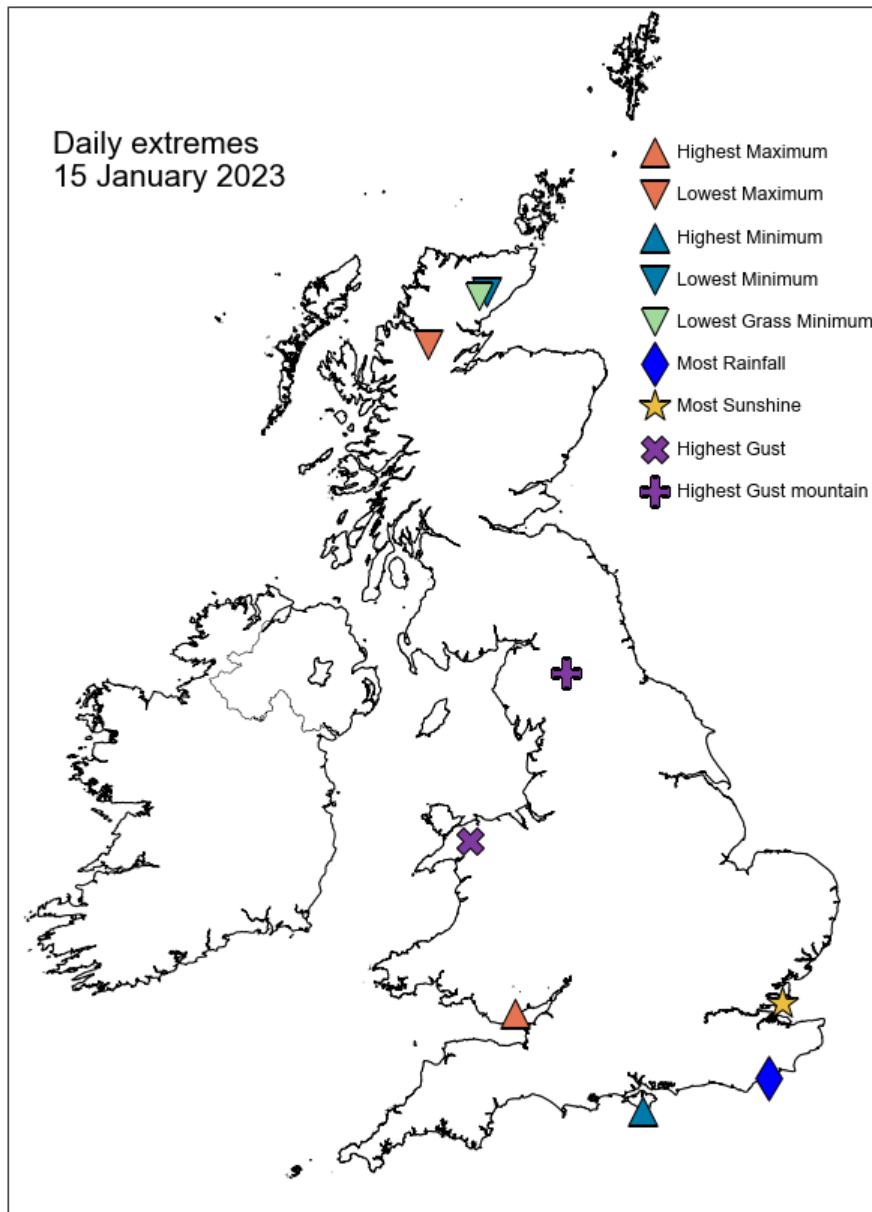 Daily extremes
15 January 2023
Highest Maximum
Lowest Maximum
Highest Minimum
Lowest Minimum
Lowest Grass Minimum
Most Rainfall
Most Sunshine
Highest Gust
Highest Gust mountain